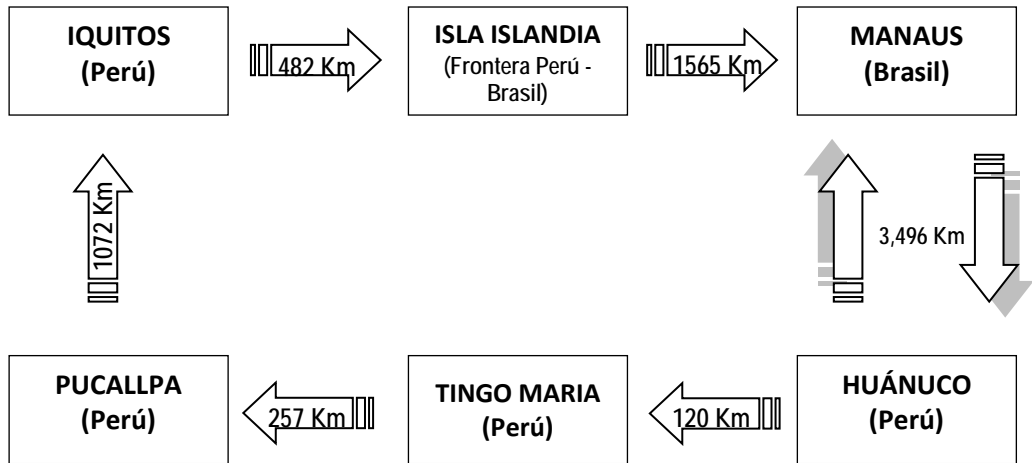 IQUITOS
(Perú)
482 Km
ISLA ISLANDIA
(Frontera Perú -
Brasil)
1565 Km
MANAUS
(Brasil)
1072 Km
3,496 Km
PUCALLPA
(Perú)
257 Km
TINGO MARIA
(Perú)
120 Km
HUÁNUCO
(Perú)